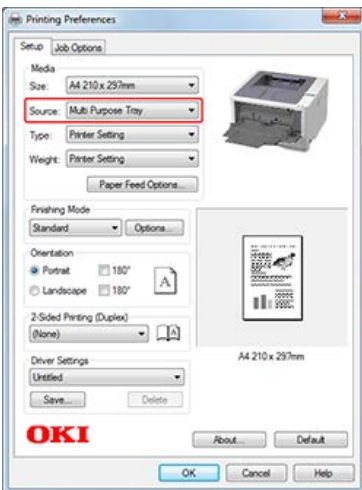 Printing Preferences
Setup Job Options
Media
Size: A4 210 x 297mm
Source: Multi Purpose Tray
Type: Printer Setting
Weight: Printer Setting
Paper Feed Options...
Finishing Mode
Standard Options...
Orientation
Portrait 180°
Landscape 180°
A
2-Sided Printing (Duplex)
(None)
A4 210 x 297mm
Driver Settings
Untitled
Save... Delete
OKI
About... Default
OK Cancel Help